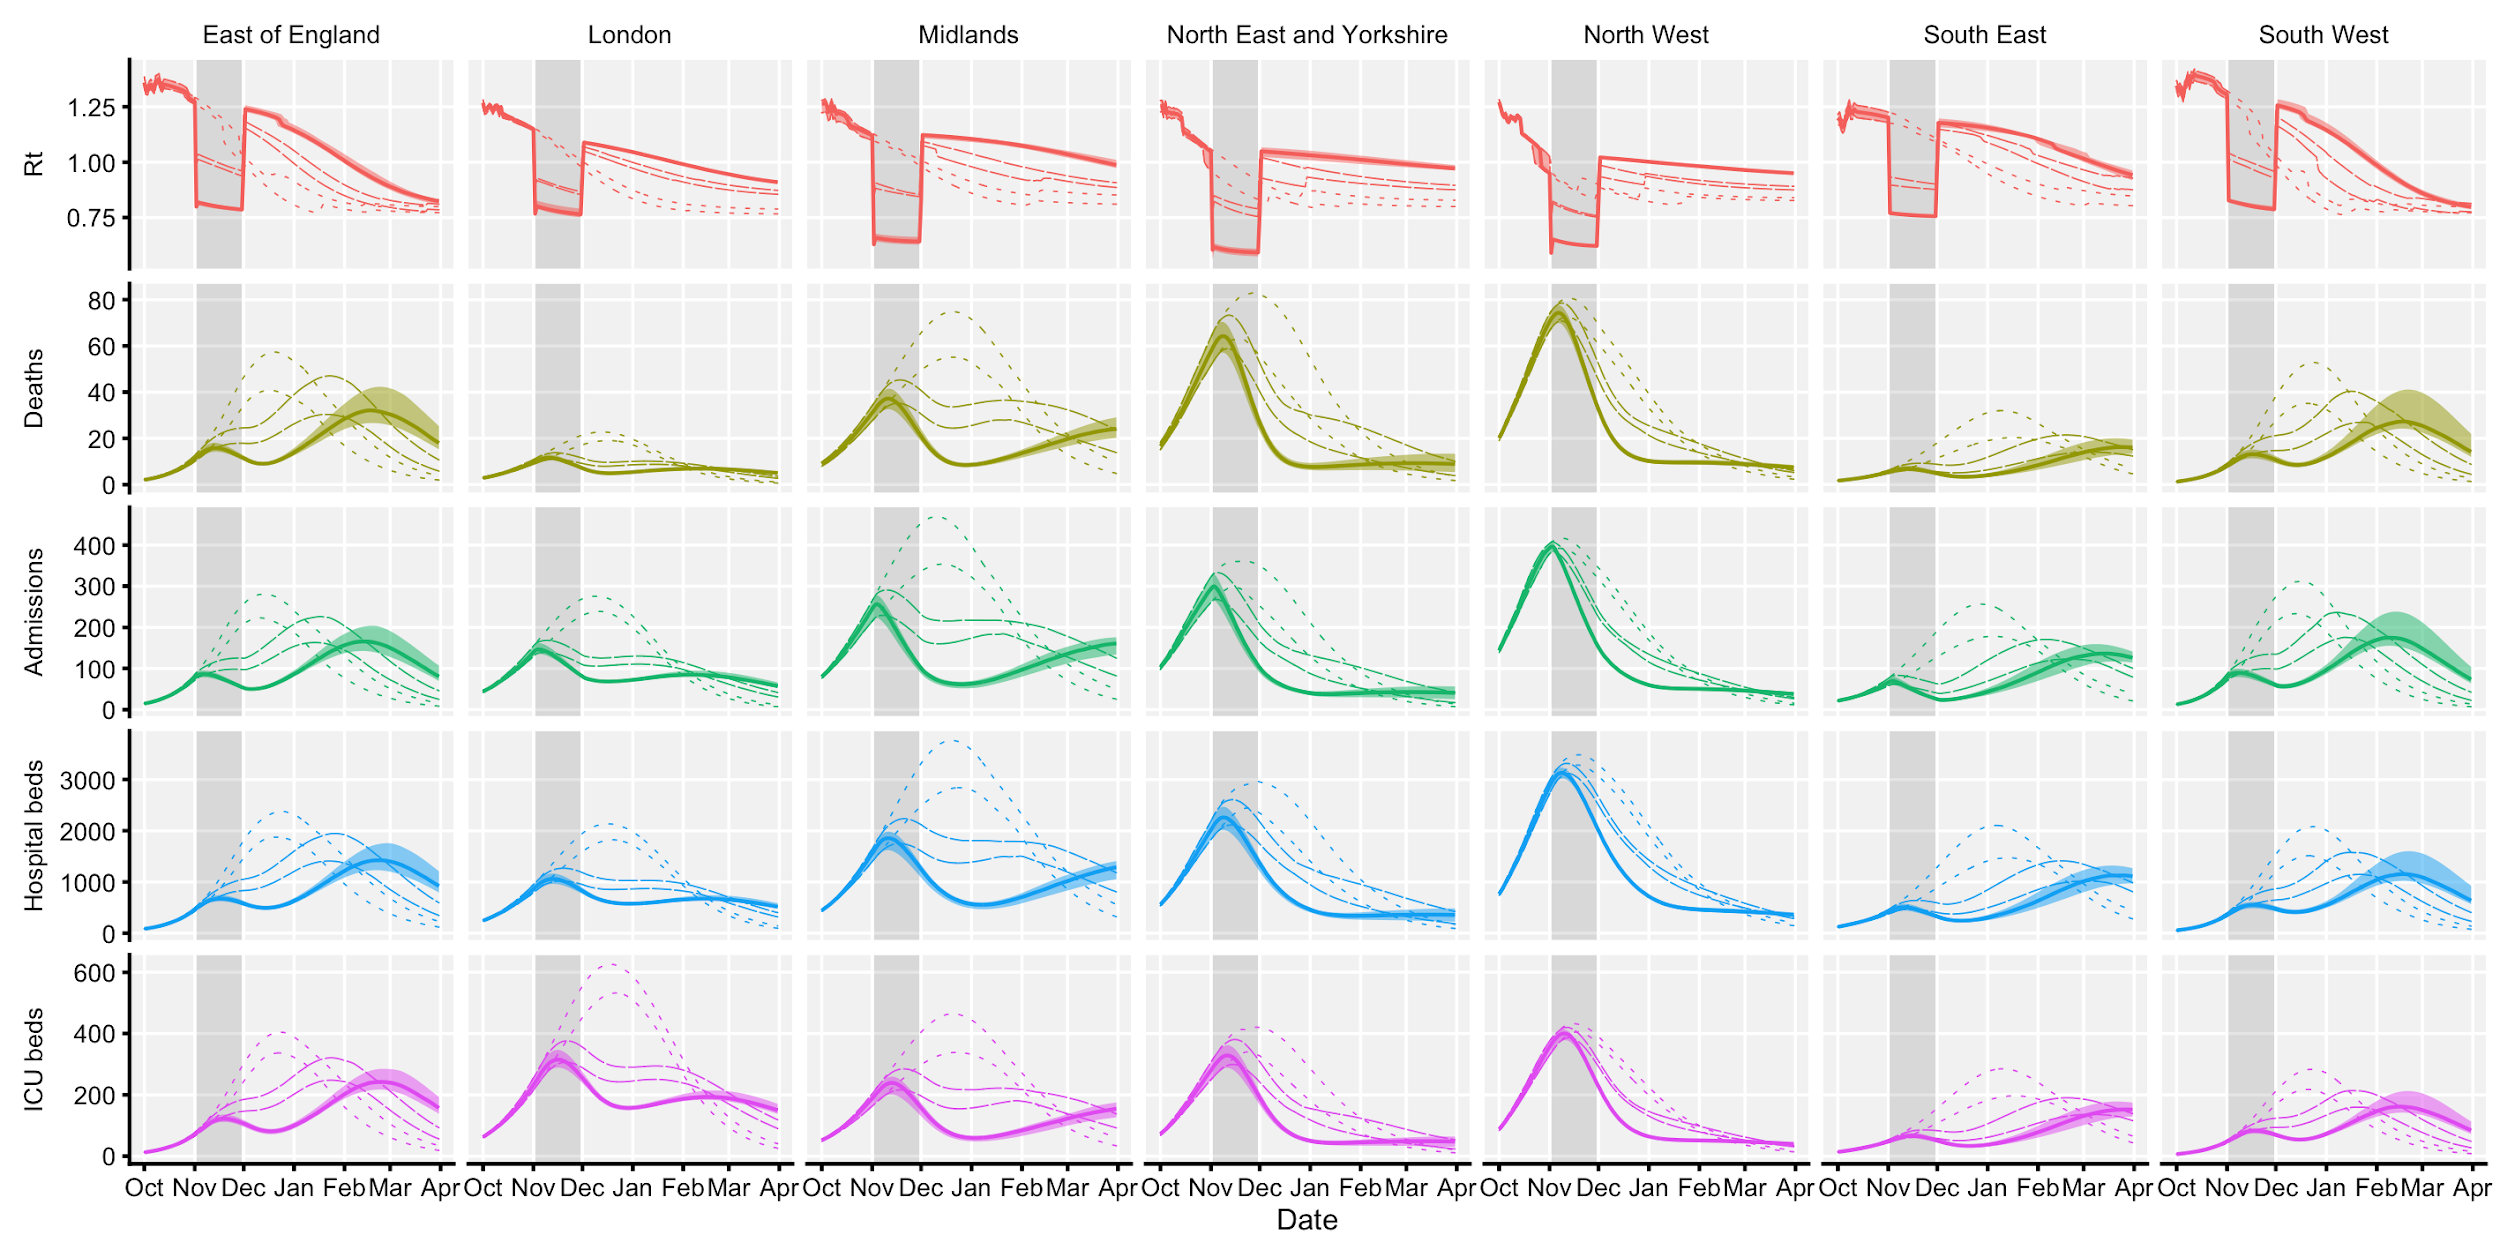 East of England London Midlands North East and Yorkshire North West South East South West
Rt
1.25
1.00
0.75
Deaths
80
60
40
20
0
Admissions
400
300
200
100
0
Hospital beds
3000
2000
1000
0
ICU beds
600
400
200
0
Oct Nov Dec Jan Feb Mar Apr Oct Nov Dec Jan Feb Mar Apr Oct Nov Dec Jan Feb Mar Apr Oct Nov Dec Jan Feb Mar Apr Oct Nov Dec Jan Feb Mar Apr Oct Nov Dec Jan Feb Mar Apr Oct Nov Dec Jan Feb Mar Apr
Date